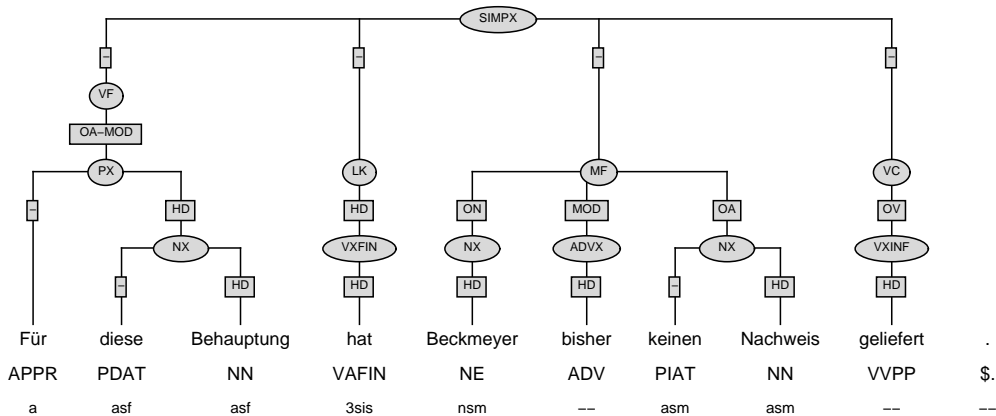 SIMPX
– – – –
VF
OA–MOD
PX LK MF VC
– HD HD ON MOD OA OV
NX VXFIN NX ADVX NX VXINF
– HD HD HD HD – HD HD
Für diese Behauptung hat Beckmeyer bisher keinen Nachweis geliefert .
APPR PDAT NN VAFIN NE ADV PIAT NN VVPP $.
a asf asf 3sis nsm –– asm asm –– ––